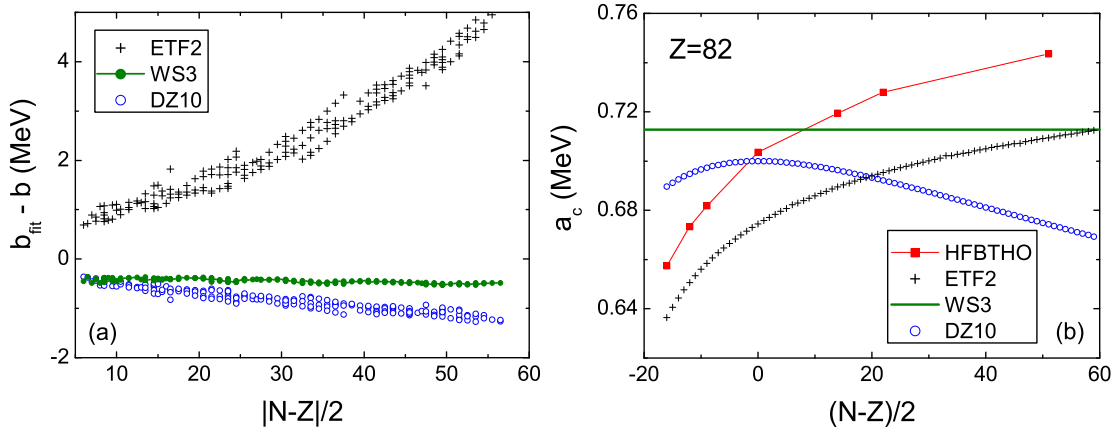 4
2
0
-2
b_fit - b (MeV)
ETF2
WS3
DZ10
(a)
10 20 30 40 50 60
|N-Z|/2
0.76
0.72
0.68
0.64
a_c (MeV)
Z=82
HFBTHO
ETF2
WS3
DZ10
(b)
-20 0 20 40 60
(N-Z)/2